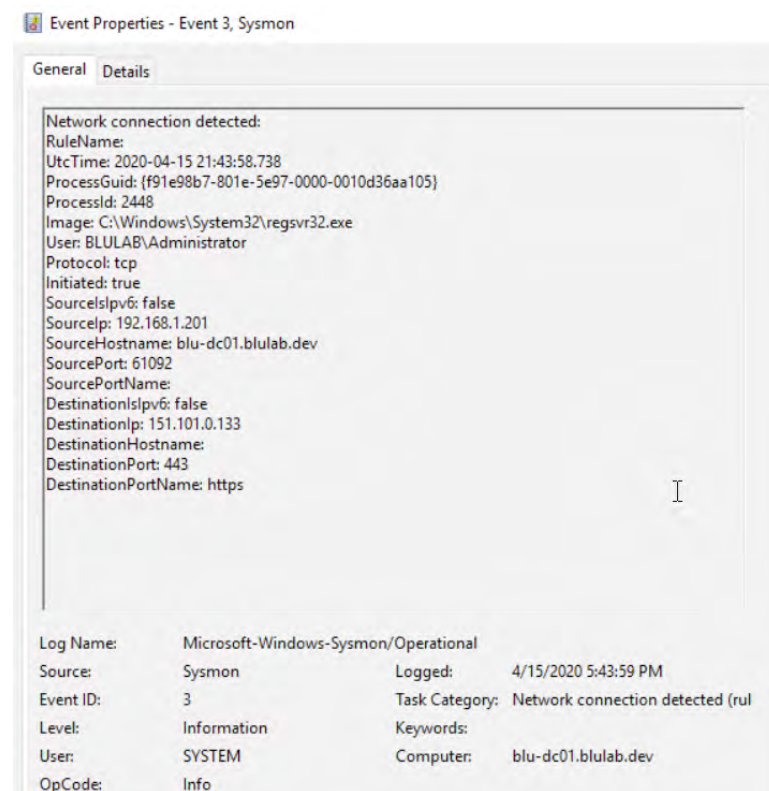 Event Properties - Event 3, Sysmon
General Details
Network connection detected:
RuleName:
UtcTime: 2020-04-15 21:43:58.738
ProcessGuid: {f91e98b7-801e-5e97-0000-0010d36aa105}
ProcessId: 2448
Image: C:\Windows\System32\regsvr32.exe
User: BLULAB\Administrator
Protocol: tcp
Initiated: true
SourceIsIpv6: false
SourceIp: 192.168.1.201
SourceHostname: blu-dc01.blulab.dev
SourcePort: 61092
SourcePortName:
DestinationIsIpv6: false
DestinationIp: 151.101.0.133
DestinationHostname:
DestinationPort: 443
DestinationPortName: https
Log Name: Microsoft-Windows-Sysmon/Operational
Source: Sysmon Logged: 4/15/2020 5:43:59 PM
Event ID: 3 Task Category: Network connection detected (rul
Level: Information Keywords:
User: SYSTEM Computer: blu-dc01.blulab.dev
OpCode: Info